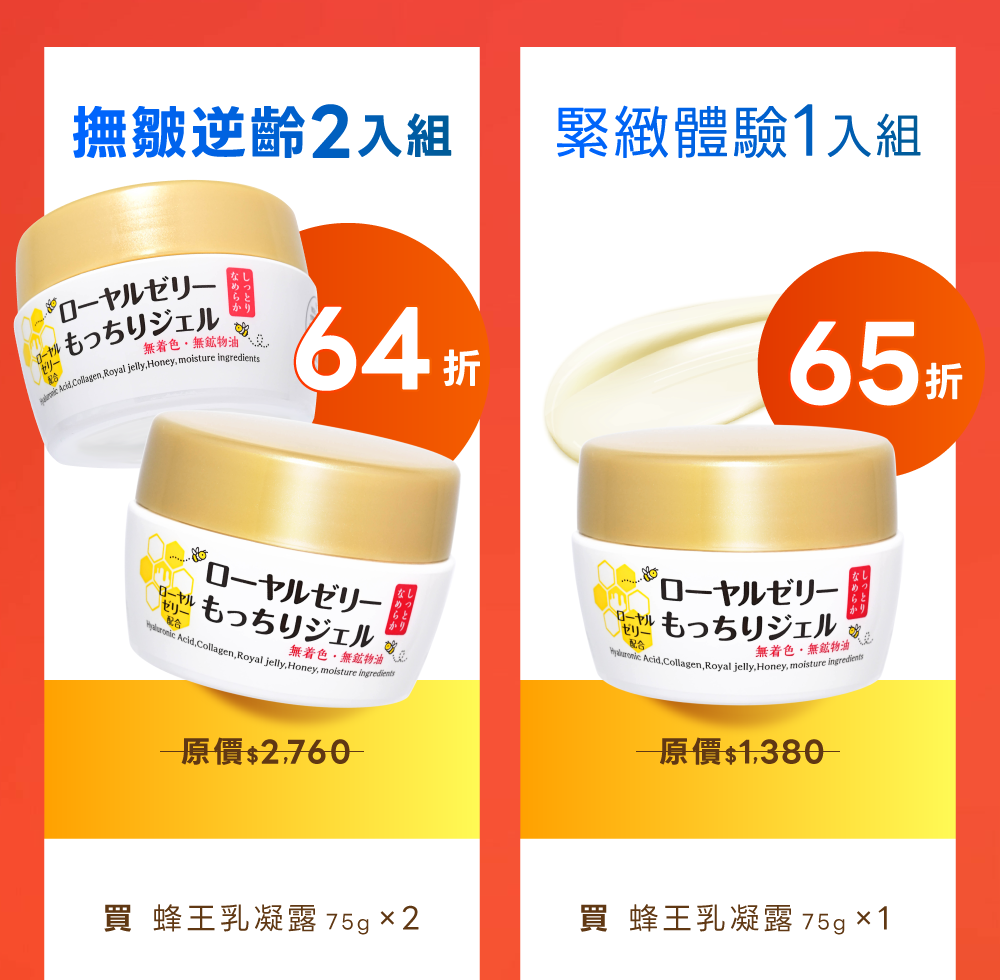 撫皺逆齡2入組
ローヤルゼリー
もっちりジェル
しっとり
なめらか
ローヤル
ゼリー
配合
無着色・無鉱物油
Hyaluronic Acid,Collagen,Royal jelly,Honey,moisture ingredients
64折
ローヤルゼリー
もっちりジェル
しっとり
なめらか
ローヤル
ゼリー
配合
無着色・無鉱物油
Hyaluronic Acid,Collagen,Royal jelly,Honey,moisture ingredients
原價$2,760
買 蜂王乳凝露 75g ×2
緊緻體驗1入組
65折
ローヤルゼリー
もっちりジェル
しっとり
なめらか
ローヤル
ゼリー
配合
無着色・無鉱物油
Hyaluronic Acid,Collagen,Royal jelly,Honey,moisture ingredients
原價$1,380
買 蜂王乳凝露 75g ×1